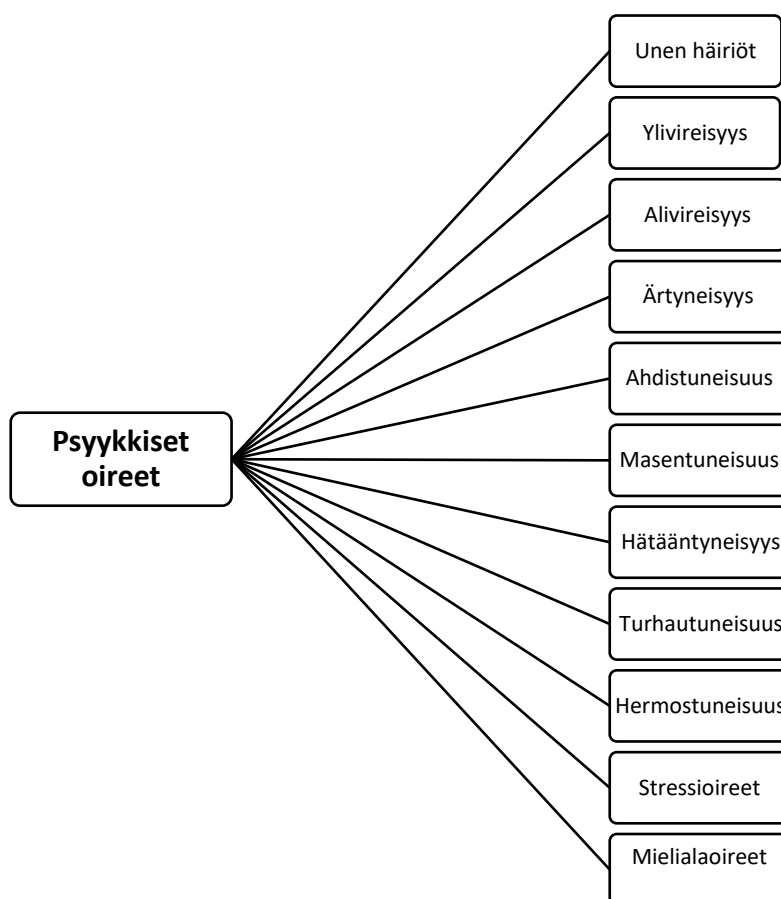 Psyykkiset
oireet
Unen häiriöt
Ylivireisyys
Alivireisyys
Ärtyneisyys
Ahdistuneisuus
Masentuneisuus
Hätääntyneisyys
Turhautuneisuus
Hermostuneisuus
Stressioireet
Mielialaoireet